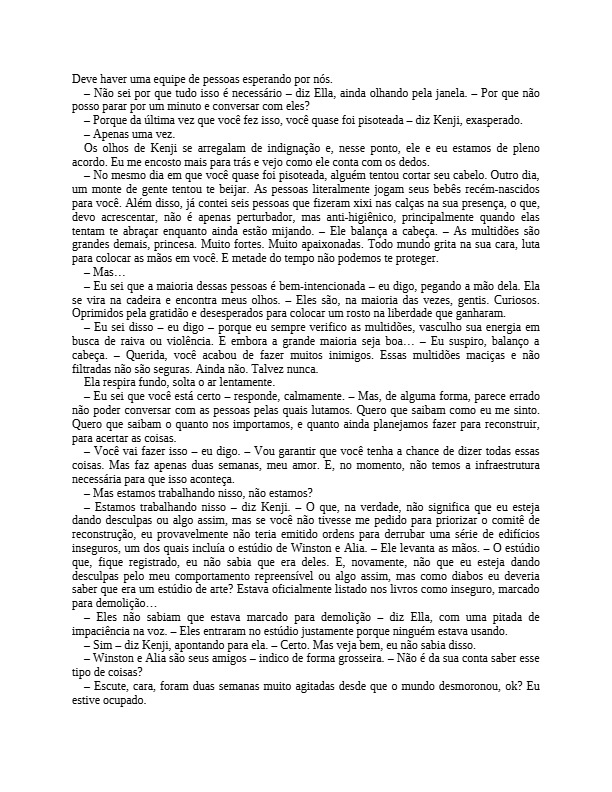 Deve haver uma equipe de pessoas esperando por nós.
– Não sei por que tudo isso é necessário – diz Ella, ainda olhando pela janela. – Por que não
posso parar por um minuto e conversar com eles?
– Porque da última vez que você fez isso, você quase foi pisoteada – diz Kenji, exasperado.
– Apenas uma vez.
Os olhos de Kenji se arregalam de indignação e, nesse ponto, ele e eu estamos de pleno
acordo. Eu me encosto mais para trás e vejo como ele conta com os dedos.
– No mesmo dia em que você quase foi pisoteada, alguém tentou cortar seu cabelo. Outro dia,
um monte de gente tentou te beijar. As pessoas literalmente jogam seus bebês recém-nascidos
para você. Além disso, já contei seis pessoas que fizeram xixi nas calças na sua presença, o que,
devo acrescentar, não é apenas perturbador, mas anti-higiênico, principalmente quando elas
tentam te abraçar enquanto ainda estão mijando. – Ele balança a cabeça. – As multidões são
grandes demais, princesa. Muito fortes. Muito apaixonadas. Todo mundo grita na sua cara, luta
para colocar as mãos em você. E metade do tempo não podemos te proteger.
– Mas…
– Eu sei que a maioria dessas pessoas é bem-intencionada – eu digo, pegando a mão dela. Ela
se vira na cadeira e encontra meus olhos. – Eles são, na maioria das vezes, gentis. Curiosos.
Oprimidos pela gratidão e desesperados para colocar um rosto na liberdade que ganharam.
– Eu sei disso – eu digo – porque eu sempre verifico as multidões, vasculho sua energia em
busca de raiva ou violência. E embora a grande maioria seja boa… – Eu suspiro, balanço a
cabeça. – Querida, você acabou de fazer muitos inimigos. Essas multidões maciças e não
filtradas não são seguras. Ainda não. Talvez nunca.
Ela respira fundo, solta o ar lentamente.
– Eu sei que você está certo – responde, calmamente. – Mas, de alguma forma, parece errado
não poder conversar com as pessoas pelas quais lutamos. Quero que saibam como eu me sinto.
Quero que saibam o quanto nos importamos, e quanto ainda planejamos fazer para reconstruir,
para acertar as coisas.
– Você vai fazer isso – eu digo. – Vou garantir que você tenha a chance de dizer todas essas
coisas. Mas faz apenas duas semanas, meu amor. E, no momento, não temos a infraestrutura
necessária para que isso aconteça.
– Mas estamos trabalhando nisso, não estamos?
– Estamos trabalhando nisso – diz Kenji. – O que, na verdade, não significa que eu esteja
dando desculpas ou algo assim, mas se você não tivesse me pedido para priorizar o comitê de
reconstrução, eu provavelmente não teria emitido ordens para derrubar uma série de edifícios
inseguros, um dos quais incluía o estúdio de Winston e Alia. – Ele levanta as mãos. – O estúdio
que, fique registrado, eu não sabia que era deles. E, novamente, não que eu esteja dando
desculpas pelo meu comportamento repreensível ou algo assim, mas como diabos eu deveria
saber que era um estúdio de arte? Estava oficialmente listado nos livros como inseguro, marcado
para demolição…
– Eles não sabiam que estava marcado para demolição – diz Ella, com uma pitada de
impaciência na voz. – Eles entraram no estúdio justamente porque ninguém estava usando.
– Sim – diz Kenji, apontando para ela. – Certo. Mas veja bem, eu não sabia disso.
– Winston e Alia são seus amigos – indico de forma grosseira. – Não é da sua conta saber esse
tipo de coisas?
– Escute, cara, foram duas semanas muito agitadas desde que o mundo desmoronou, ok? Eu
estive ocupado.